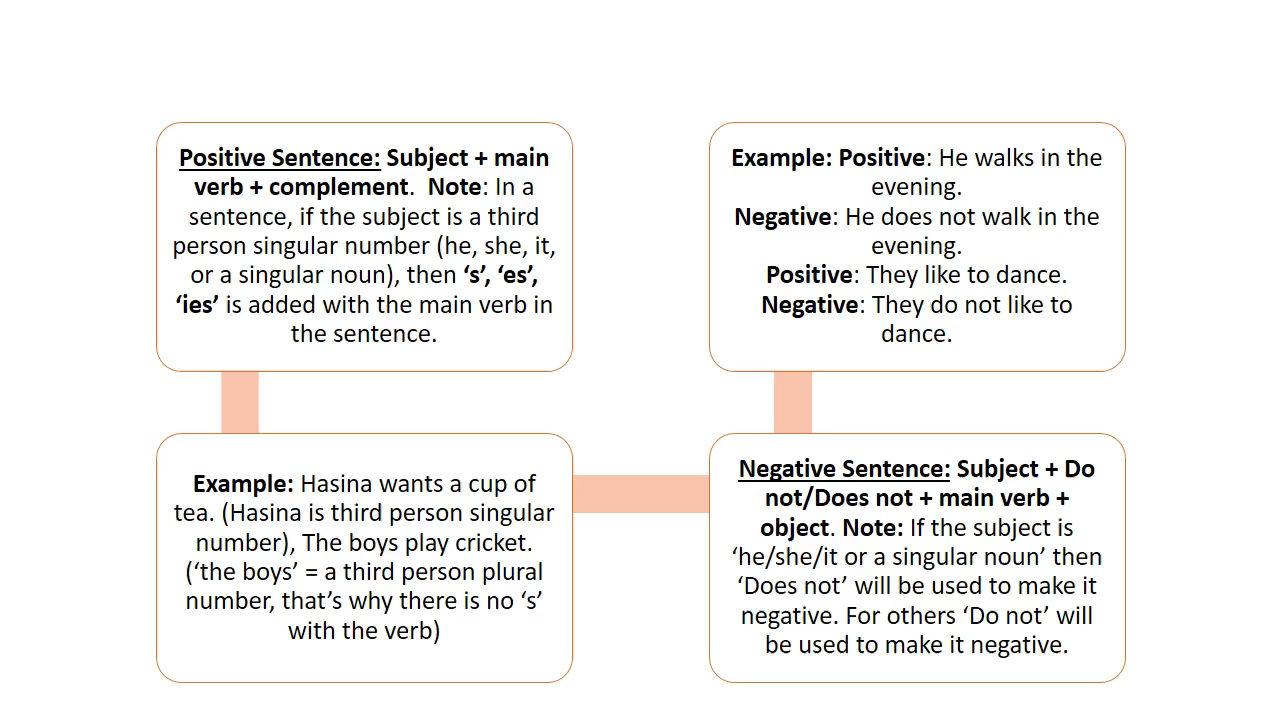 Positive Sentence: Subject + main
verb + complement.  Note: In a
sentence, if the subject is a third
person singular number (he, she, it,
or a singular noun), then ‘s’, ‘es’,
‘ies’ is added with the main verb in
the sentence.
Example: Hasina wants a cup of
tea. (Hasina is third person singular
number), The boys play cricket.
(‘the boys’ = a third person plural
number, that’s why there is no ‘s’
with the verb)
Negative Sentence: Subject + Do
not/Does not + main verb +
object. Note: If the subject is
‘he/she/it or a singular noun’ then
‘Does not’ will be used to make it
negative. For others ‘Do not’ will
be used to make it negative.
Example: Positive: He walks in the
evening.
Negative: He does not walk in the
evening.
Positive: They like to dance.
Negative: They do not like to
dance.